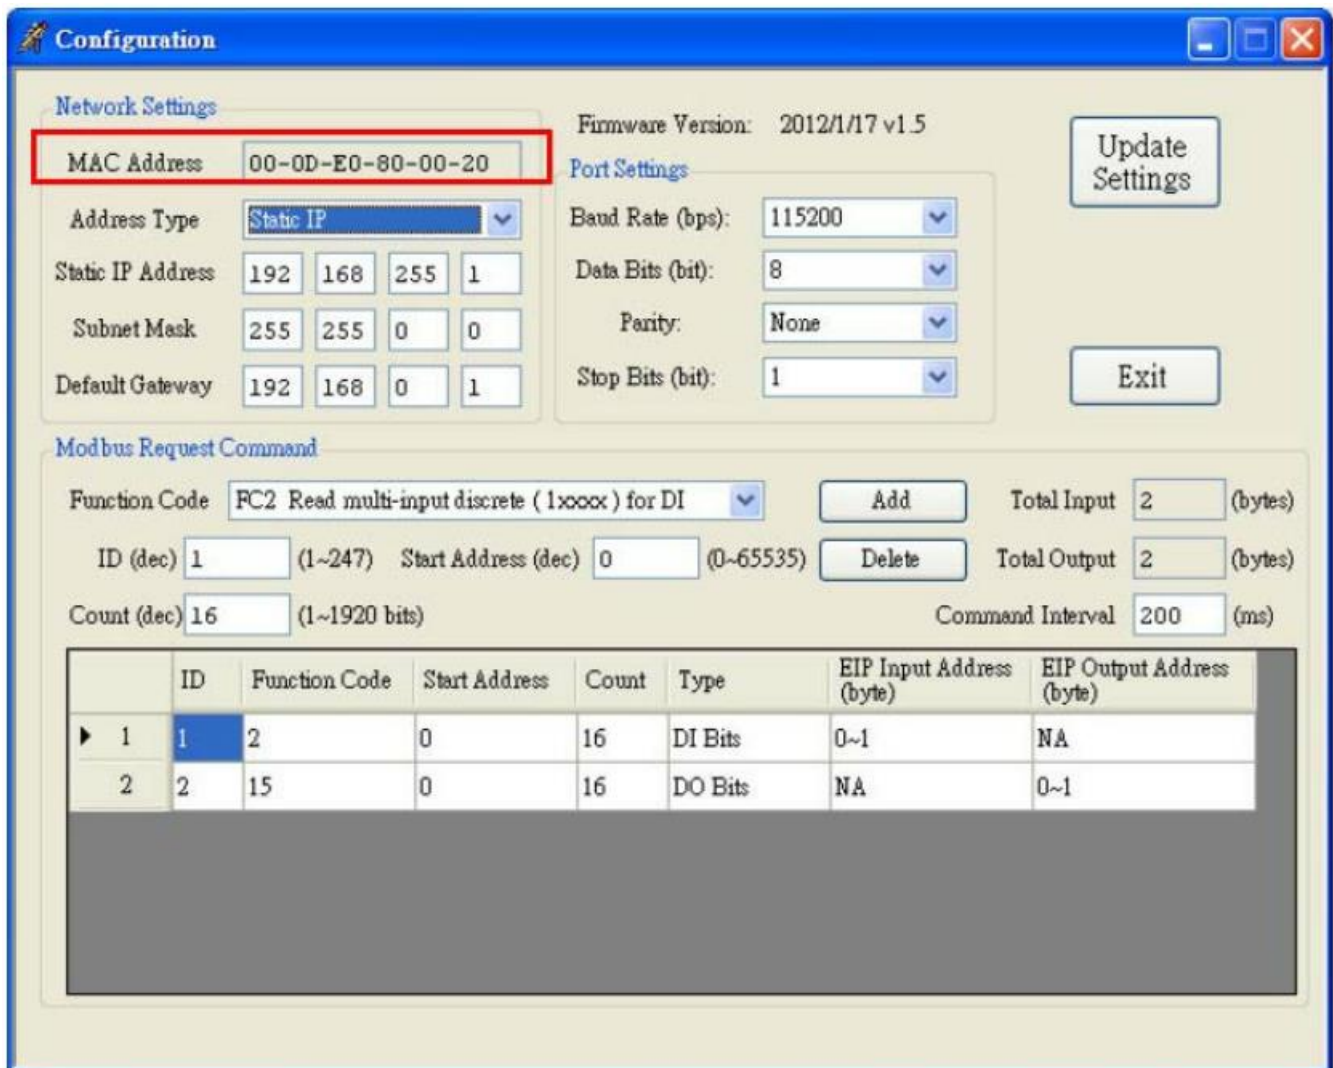 Configuration
Network Settings
MAC Address 00-0D-E0-80-00-20
Address Type Static IP
Static IP Address 192 168 255 1
Subnet Mask 255 255 0 0
Default Gateway 192 168 0 1
Firmware Version: 2012/1/17 v1.5
Port Settings
Baud Rate (bps): 115200
Data Bits (bit): 8
Parity: None
Stop Bits (bit): 1
Update
Settings
Exit
Modbus Request Command
Function Code FC2 Read multi-input discrete ( 1xxxx ) for DI Add Total Input 2 (bytes)
ID (dec) 1 (1~247) Start Address (dec) 0 (0~65535) Delete Total Output 2 (bytes)
Count (dec) 16 (1~1920 bits) Command Interval 200 (ms)
ID Function Code Start Address Count Type EIP Input Address (byte) EIP Output Address (byte)
1 1 2 0 16 DI Bits 0~1 NA
2 2 15 0 16 DO Bits NA 0~1